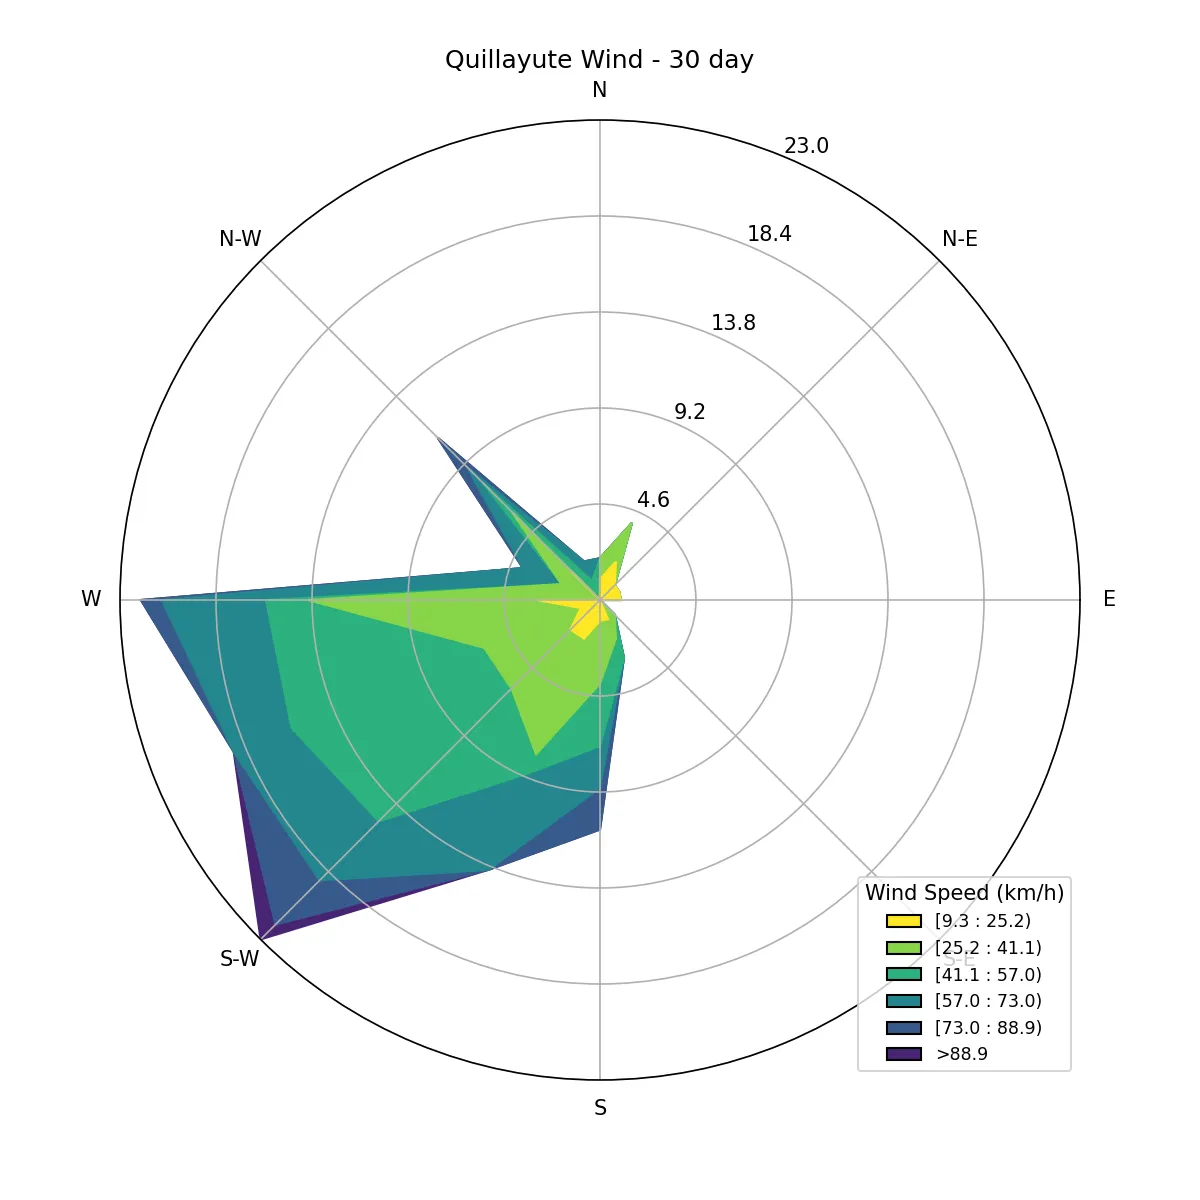 Quillayute Wind - 30 day
N
23.0
18.4
N-W
N-E
13.8
9.2
4.6
W
E
Wind Speed (km/h)
[9.3 : 25.2)
[25.2 : 41.1)
S-W
S-E
[41.1 : 57.0)
[57.0 : 73.0)
[73.0 : 88.9)
>88.9
S